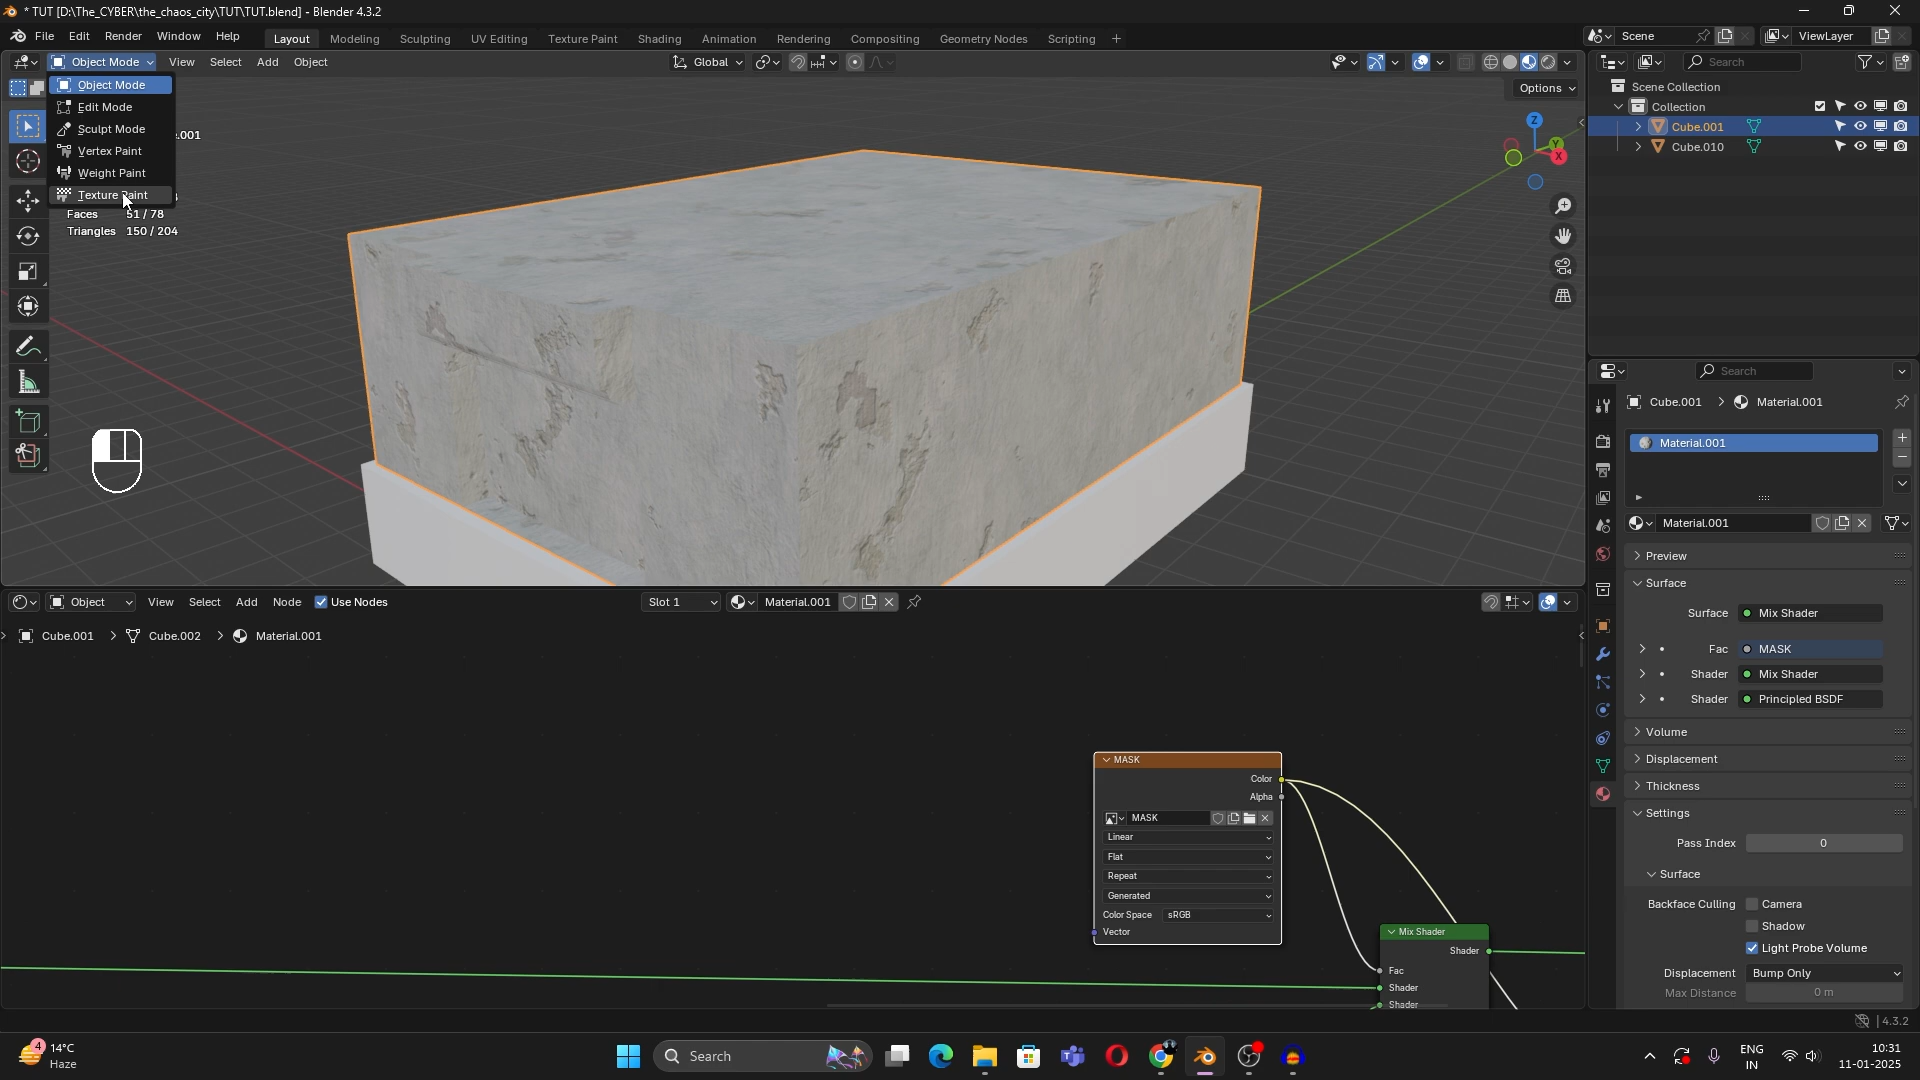 * TUT [D:\The_CYBER\the_chaos_city\TUT\TUT.blend] - Blender 4.3.2
File Edit Render Window Help Layout Modeling Sculpting UV Editing Texture Paint Shading Animation Rendering Compositing Geometry Nodes Scripting + Scene ViewLayer
Object Mode View Select Add Object Global Search
Options
Object Mode
Edit Mode
Sculpt Mode
Vertex Paint
Weight Paint
Texture Paint
e.001
Faces 51 / 78
Triangles 150 / 204
Z
Y
X
Scene Collection
Collection
Cube.001
Cube.010
Search
Cube.001 > Material.001
Material.001
Material.001
Preview
Surface
Surface Mix Shader
Fac MASK
Shader Mix Shader
Shader Principled BSDF
Volume
Displacement
Thickness
Settings
Pass Index 0
Surface
Backface Culling Camera
Shadow
Light Probe Volume
Displacement Bump Only
Max Distance 0 m
Object View Select Add Node Use Nodes Slot 1 Material.001
Cube.001 > Cube.002 > Material.001
MASK
Color
Alpha
MASK
Linear
Flat
Repeat
Generated
Color Space sRGB
Vector
Mix Shader
Shader
Fac
Shader
Shader
4.3.2
4
14°C
Haze
Search
ENG
IN
10:31
11-01-2025